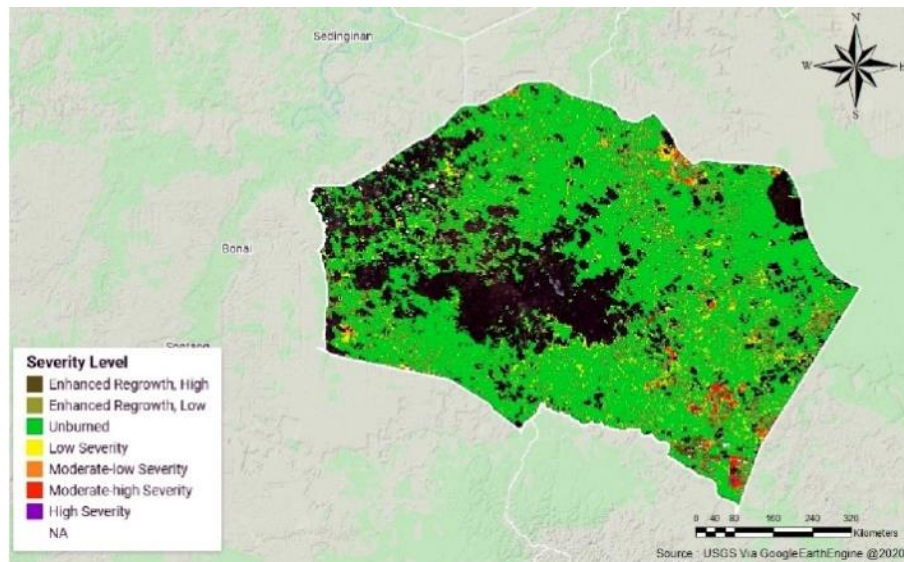 Sedinginan
N
W
E
S
Bonai
Severity Level
Enhanced Regrowth, High
Enhanced Regrowth, Low
Unburned
Low Severity
Moderate-low Severity
Moderate-high Severity
High Severity
NA
0 40 80 160 240 320
Kilometers
Source : USGS Via GoogleEarthEngine @2020